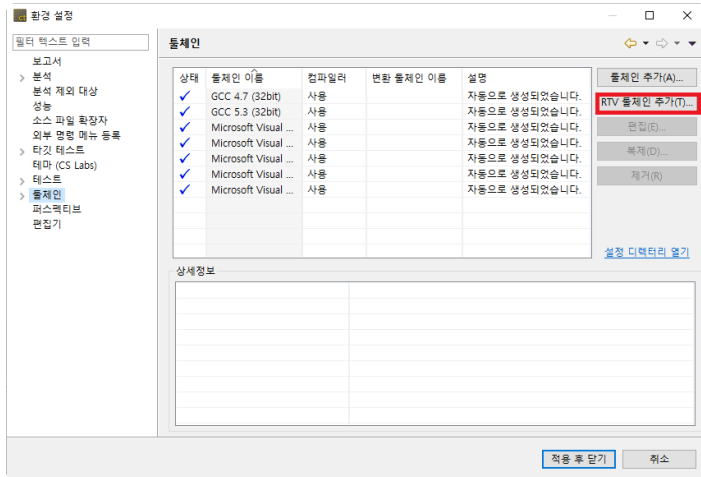 ct 환경 설정
필터 텍스트 입력
보고서
분석
분석 제외 대상
성능
소스 파일 확장자
외부 명령 메뉴 등록
타깃 테스트
테마 (CS Labs)
테스트
툴체인
퍼스펙티브
편집기
툴체인
상태 툴체인 이름 컴파일러 변환 툴체인 이름 설명
GCC 4.7 (32bit) 사용 자동으로 생성되었습니다.
GCC 5.3 (32bit) 사용 자동으로 생성되었습니다.
Microsoft Visual ... 사용 자동으로 생성되었습니다.
Microsoft Visual ... 사용 자동으로 생성되었습니다.
Microsoft Visual ... 사용 자동으로 생성되었습니다.
Microsoft Visual ... 사용 자동으로 생성되었습니다.
Microsoft Visual ... 사용 자동으로 생성되었습니다.
툴체인 추가(A)...
RTV 툴체인 추가(T)...
편집(E)...
복제(D)...
제거(R)
설정 디렉터리 열기
상세정보
적용 후 닫기 취소